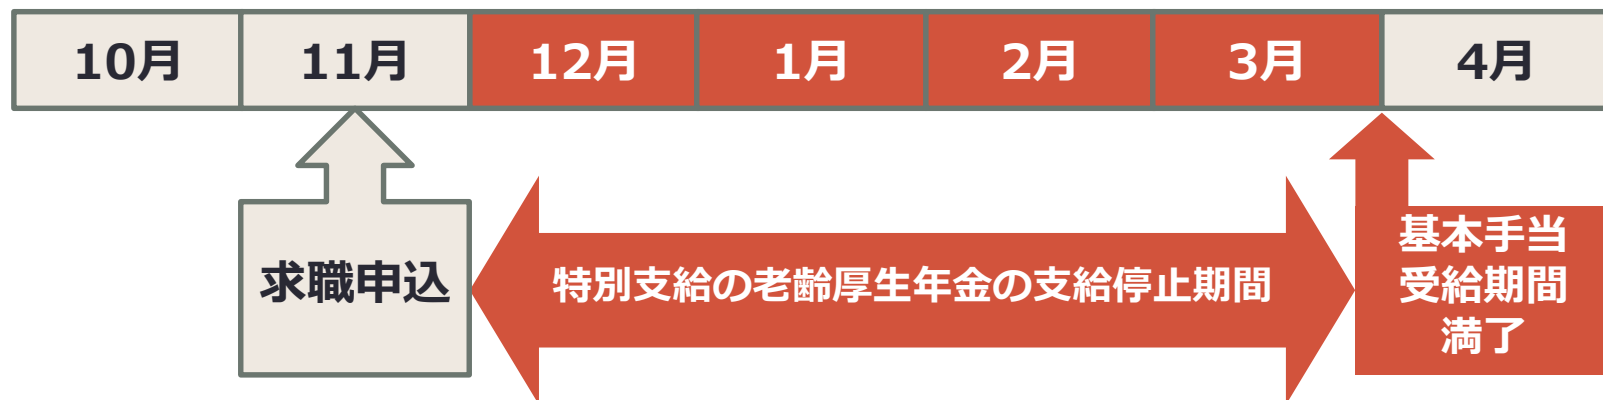 10月 11月 12月 1月 2月 3月 4月
求職申込
特別支給の老齢厚生年金の支給停止期間
基本手当
受給期間
満了